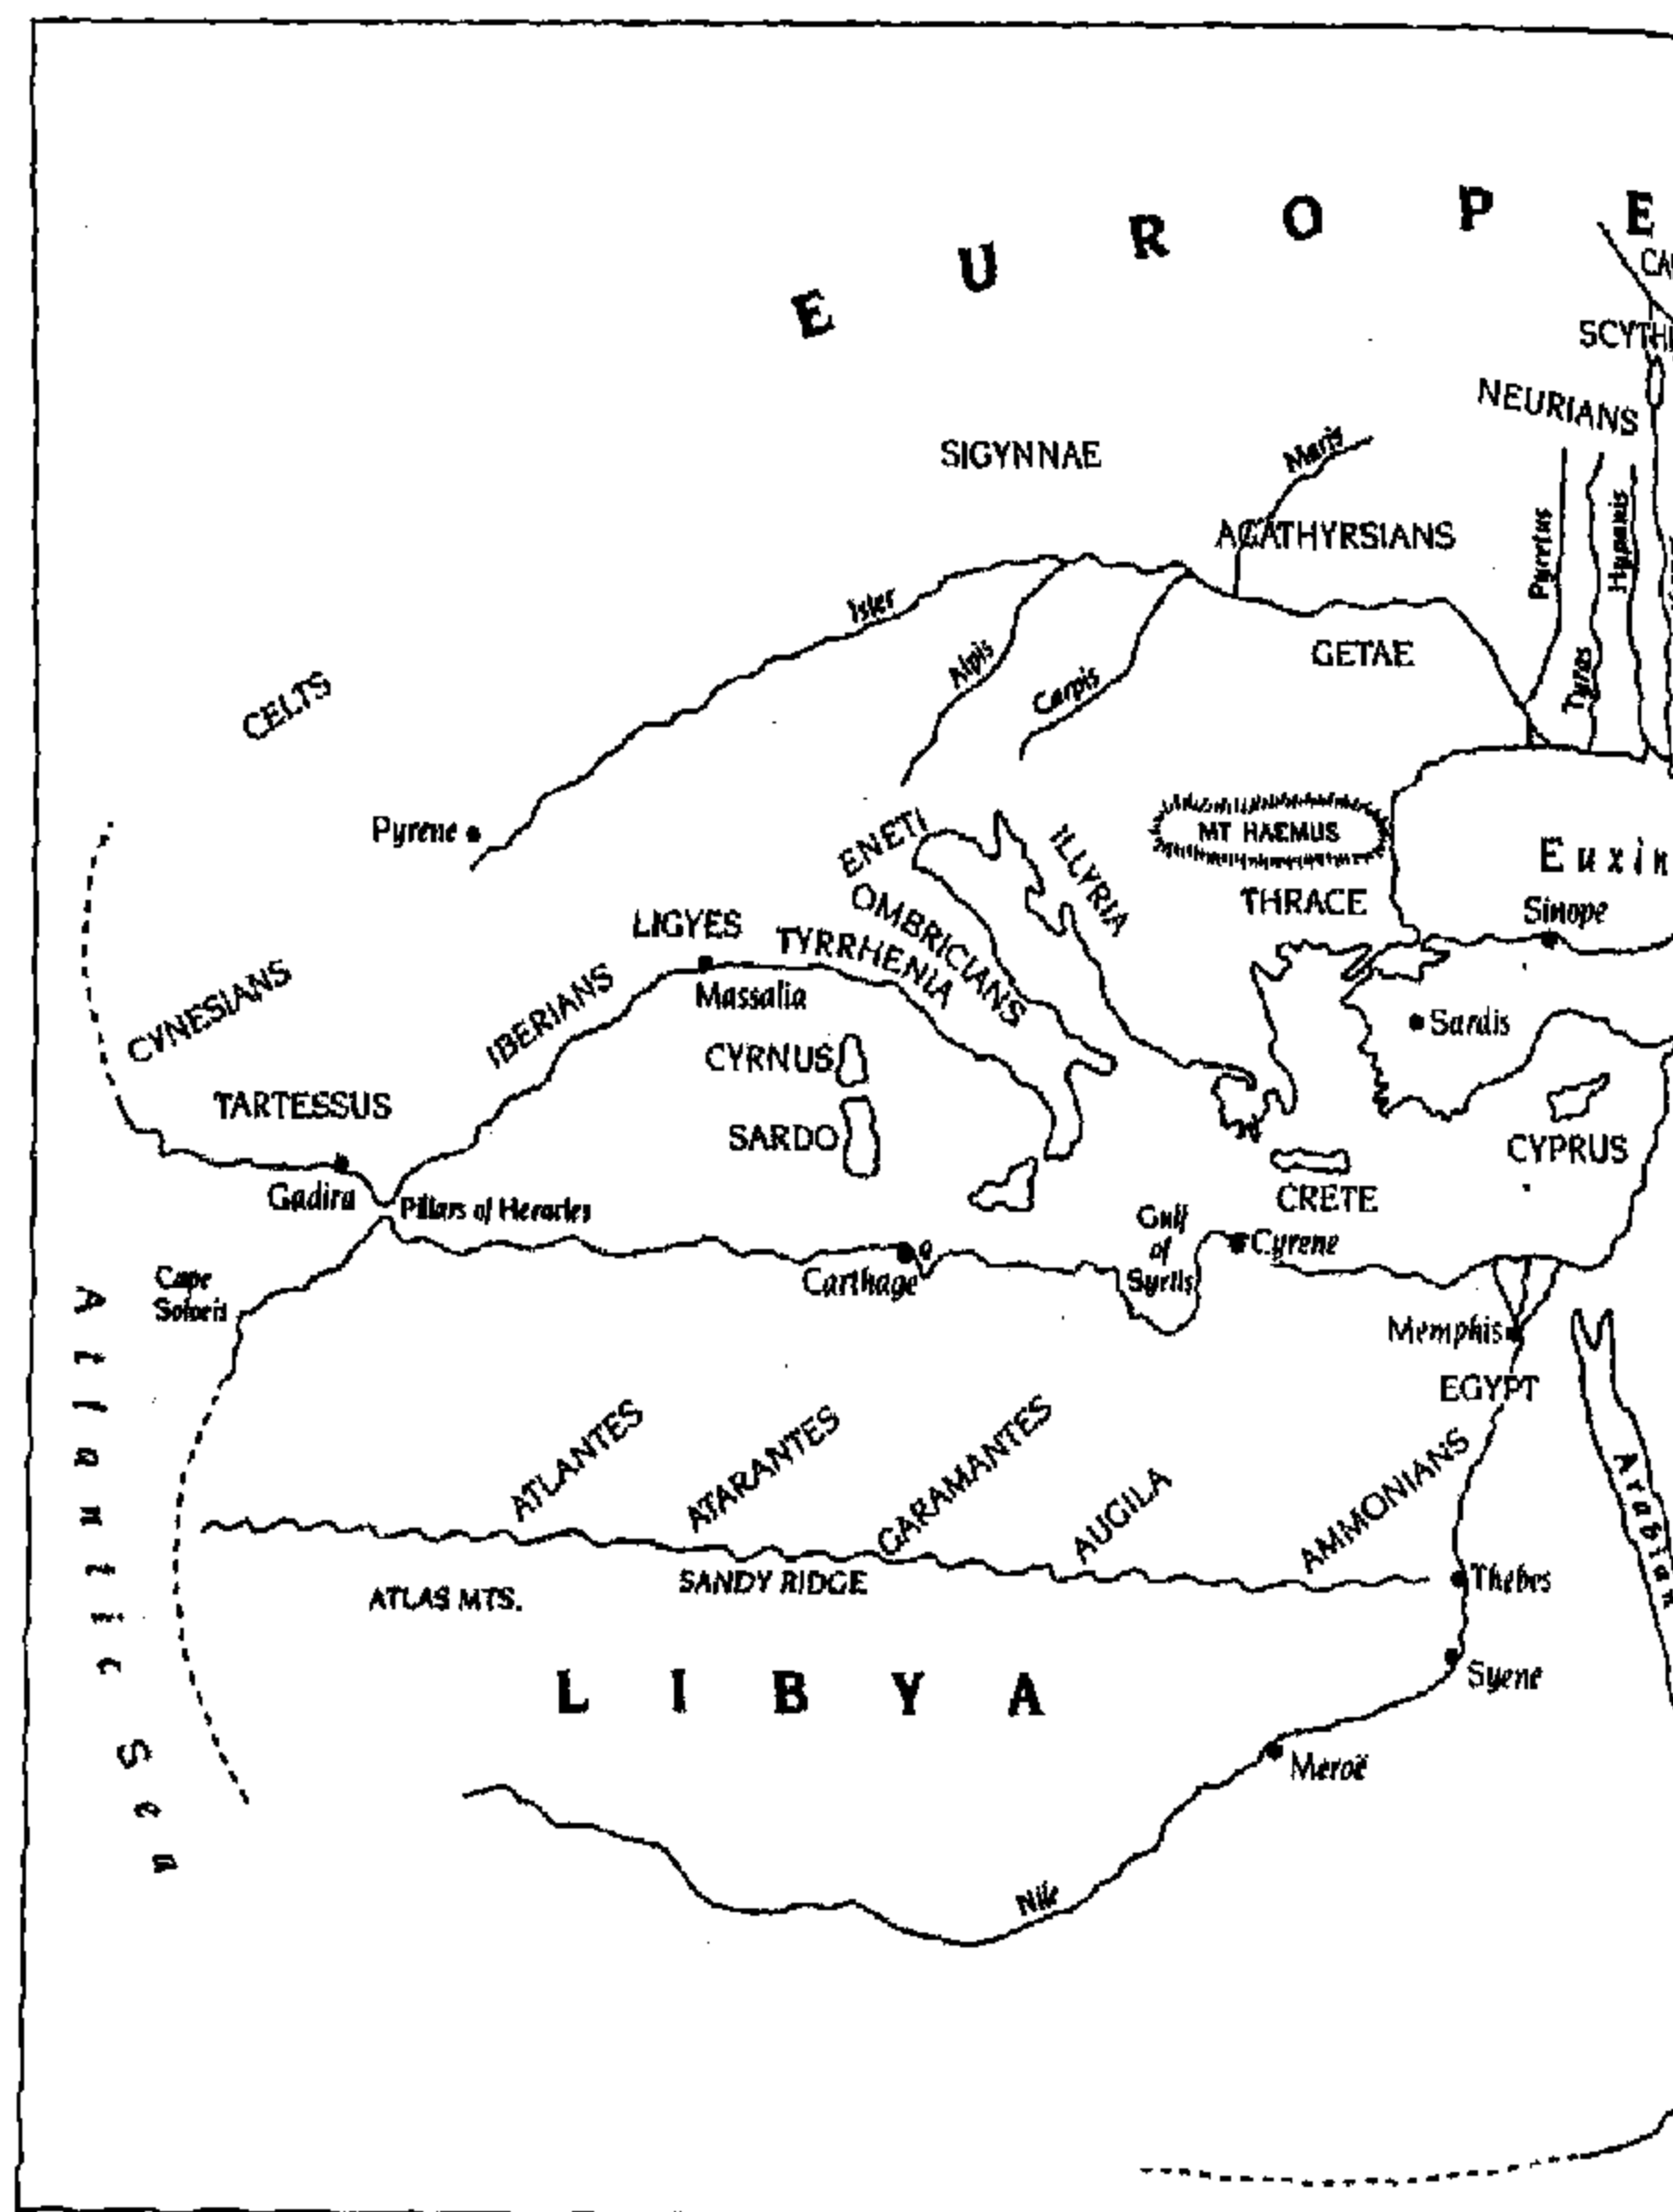 EUROPE
SCYTHI
NEURIANS
SIGYNNAE
Maris
AGATHYRSIANS
Pyretus
Hypanis
Ister
GETAE
Alpis
Tyras
CELTS
Carpis
Pyrene
ENETI
ILLYRIA
MT HAEMUS
Euxin
OMBRICIANS
THRACE
Sinope
LIGYES
TYRRHENIA
Massalia
CYNESIANS
IBERIANS
Sardis
CYRNUS
TARTESSUS
SARDO
CYPRUS
Gadira
Pillars of Heracles
CRETE
Gulf
of
Syrtis
Cyrene
Carthage
Cape
Soloeis
Atlantic Sea
Memphis
EGYPT
Arabian
ATLANTES
ATARANTES
GARAMANTES
AUGILA
AMMONIANS
ATLAS MTS.
SANDY RIDGE
Thebes
LIBYA
Syene
Meroë
Nile